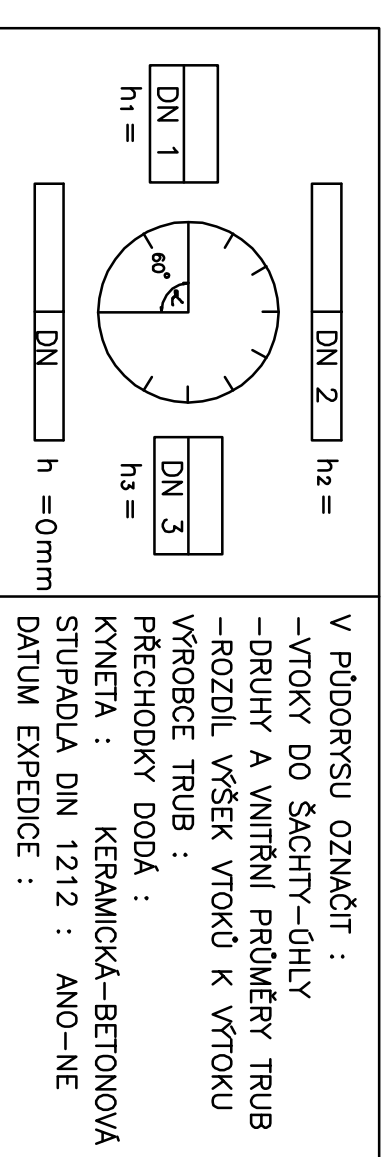 DN 2
h2 =
DN 1
h1 =
60°
α
DN 3
h3 =
DN
h =0mm
V PŮDORYSU OZNAČIT :
-VTOKY DO ŠACHTY-ÚHLY
-DRUHY A VNITŘNÍ PRŮMĚRY TRUB
-ROZDÍL VÝŠEK VTOKŮ K VÝTOKU
VÝROBCE TRUB :
PŘECHODKY DODÁ :
KYNETA : KERAMICKÁ-BETONOVÁ
STUPADLA DIN 1212 : ANO-NE
DATUM EXPEDICE :